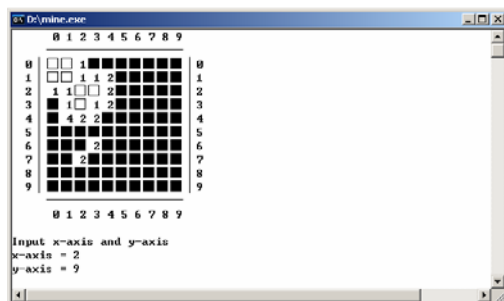 D:\mine.exe
0 1 2 3 4 5 6 7 8 9
0 □□ 1■■■■■■■ 0
1 □□ 1 1 2■■■■■ 1
2 1 1□□ 2■■■■■ 2
3 ■ 1□ 1 2■■■■■ 3
4 ■ 4 2 2■■■■■■ 4
5 ■■■■■■■■■■ 5
6 ■■■ 2■■■■■■ 6
7 ■■ 2■■■■■■■ 7
8 ■■■■■■■■■■ 8
9 ■■■■■■■■■■ 9
0 1 2 3 4 5 6 7 8 9
Input x-axis and y-axis
x-axis = 2
y-axis = 9